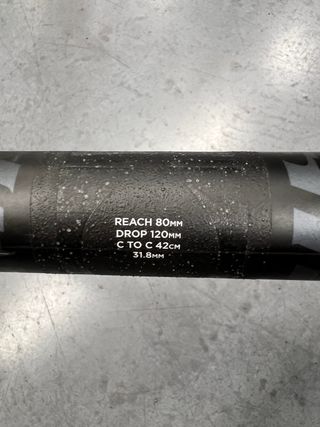 REACH 80MM
DROP 120MM
C TO C 42CM
31.8MM